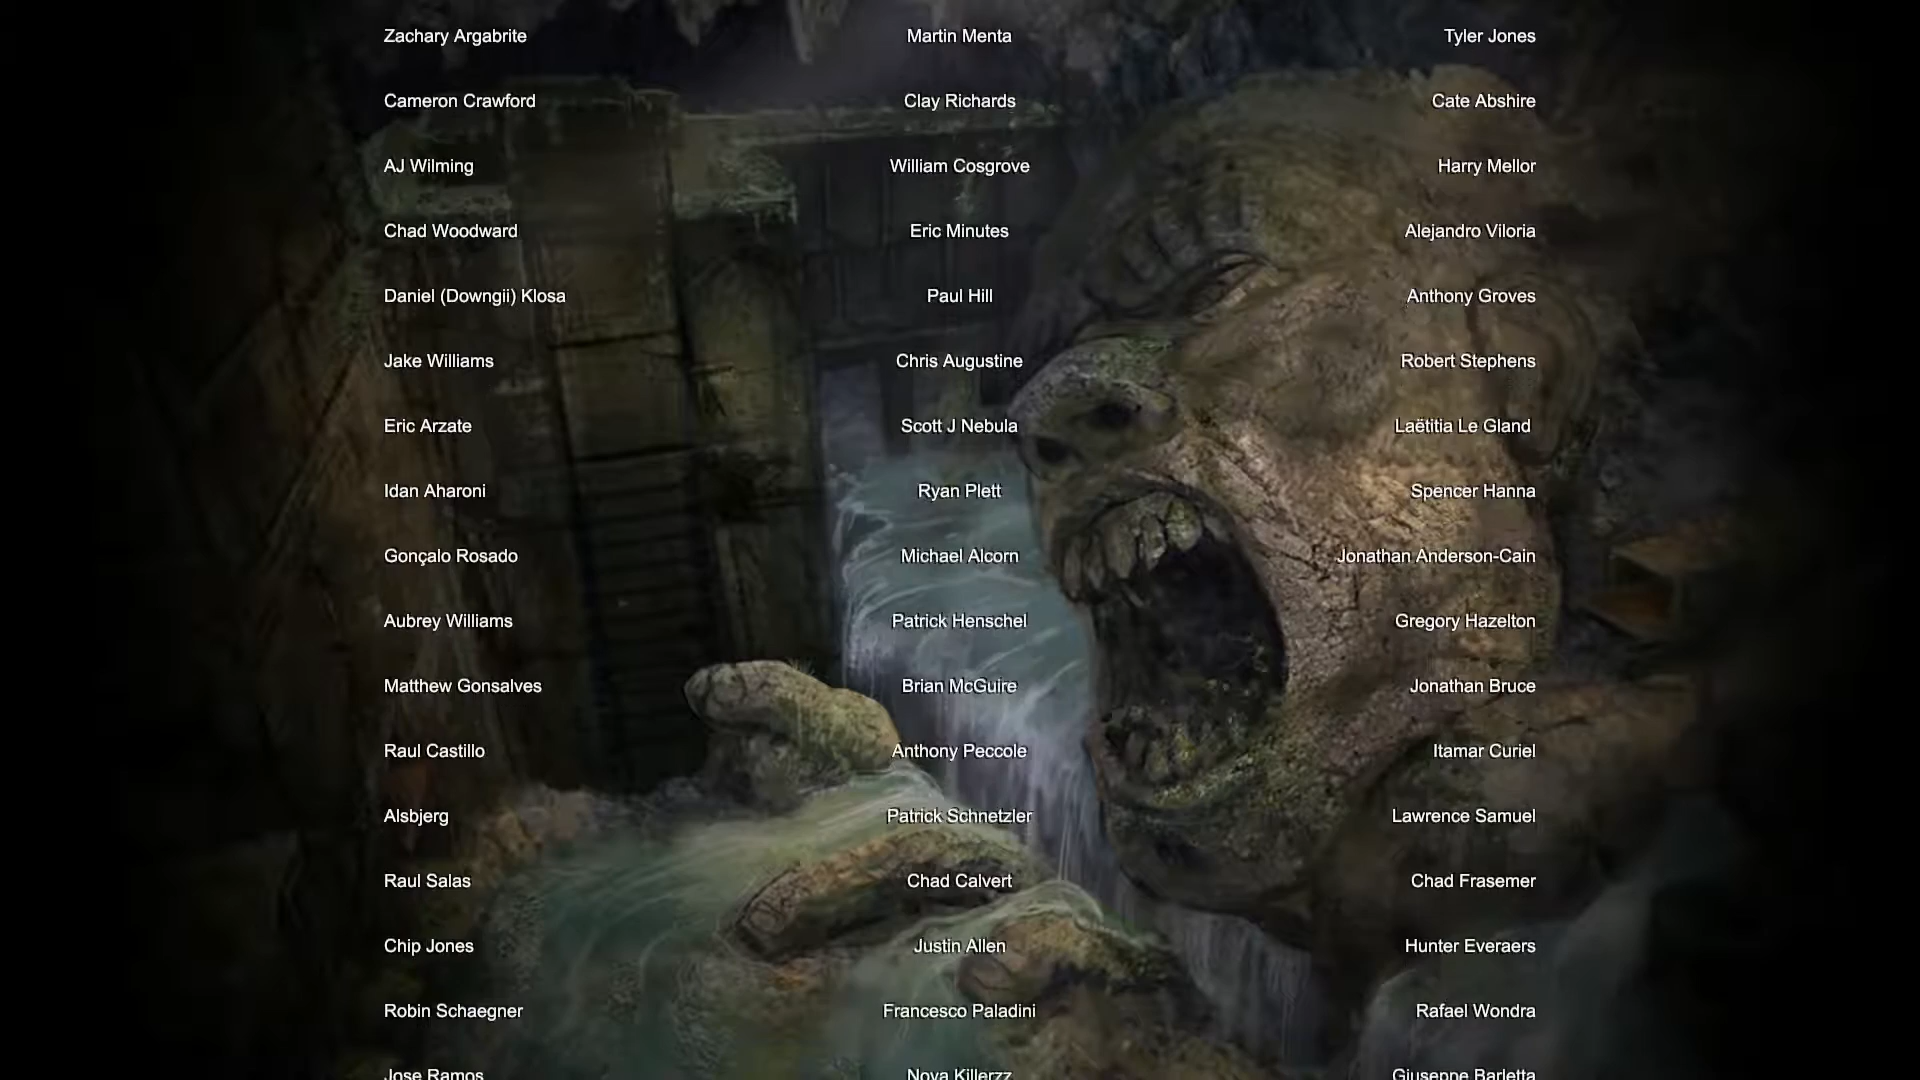 Zachary Argabrite Martin Menta Tyler Jones
Cameron Crawford Clay Richards Cate Abshire
AJ Wilming William Cosgrove Harry Mellor
Chad Woodward Eric Minutes Alejandro Viloria
Daniel (Downgii) Klosa Paul Hill Anthony Groves
Jake Williams Chris Augustine Robert Stephens
Eric Arzate Scott J Nebula Laëtitia Le Gland
Idan Aharoni Ryan Plett Spencer Hanna
Gonçalo Rosado Michael Alcorn Jonathan Anderson-Cain
Aubrey Williams Patrick Henschel Gregory Hazelton
Matthew Gonsalves Brian McGuire Jonathan Bruce
Raul Castillo Anthony Peccole Itamar Curiel
Alsbjerg Patrick Schnetzler Lawrence Samuel
Raul Salas Chad Calvert Chad Frasemer
Chip Jones Justin Allen Hunter Everaers
Robin Schaegner Francesco Paladini Rafael Wondra
Jose Ramos Nova Killerzz Giuseppe Barletta